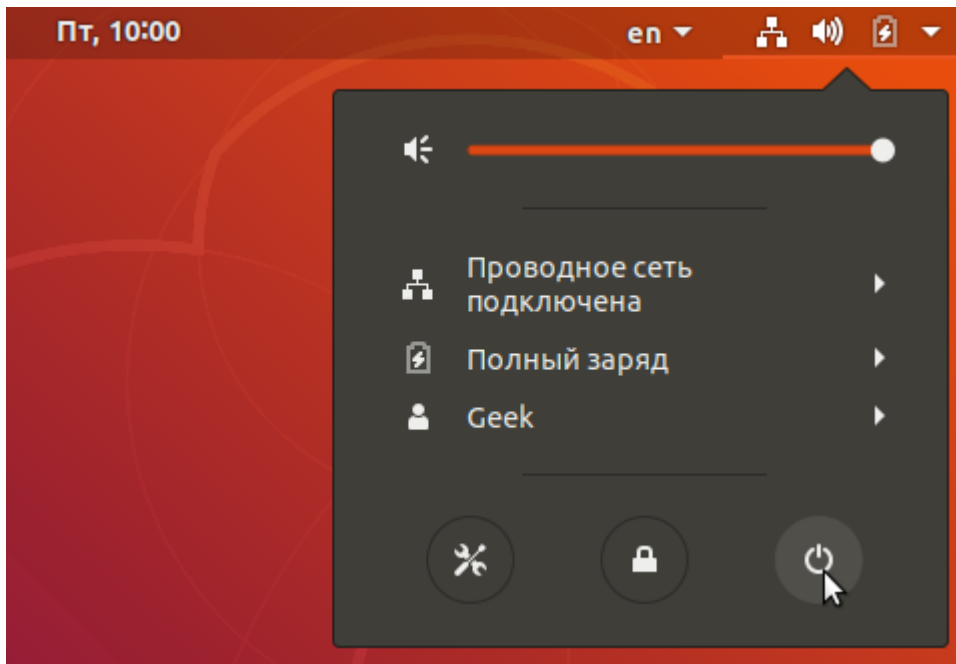 Пт, 10:00
en
Проводное сеть
подключена
Полный заряд
Geek